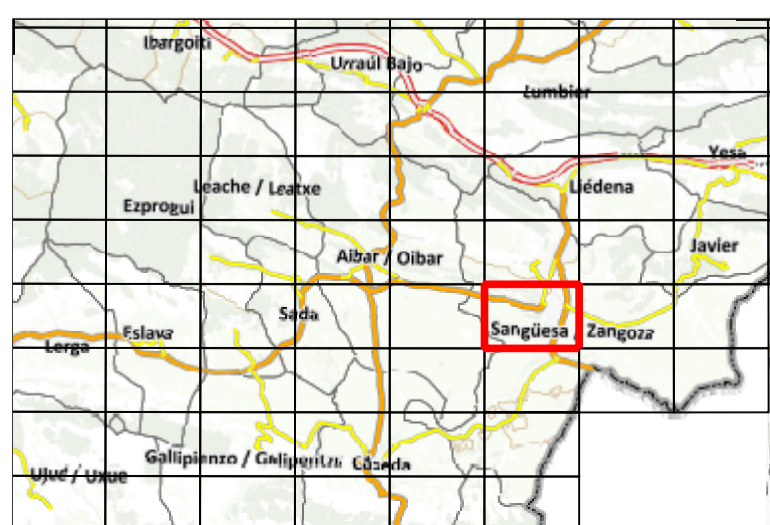 Ibargoiti
Urraúl Bajo
Lumbier
Yesa
Leache / Leatxe
Liédena
Ezprogui
Javier
Aibar / Oibar
Sada
Sangüesa / Zangoza
Eslava
Lerga
Gallipienzo / Galipentzu
Cáseda
Ujué / Uxue